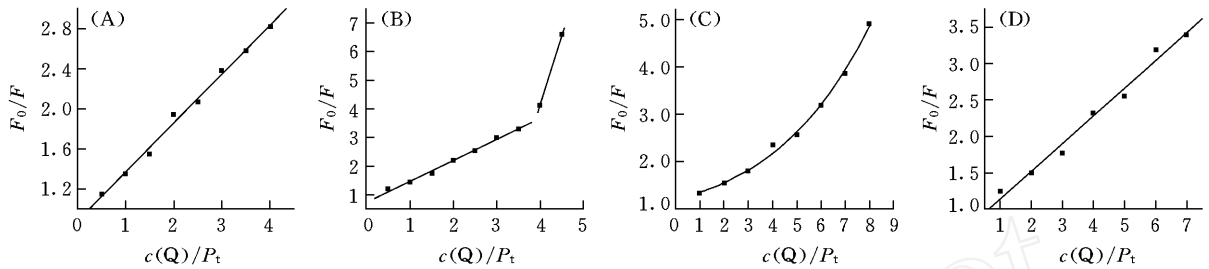 (A)
2.8
2.4
2.0
1.6
1.2
F₀/F
0 1 2 3 4
c(Q)/Pₜ
(B)
7
6
5
4
3
2
1
F₀/F
0 1 2 3 4 5
c(Q)/Pₜ
(C)
5.0
4.0
3.0
2.0
1.0
F₀/F
0 1 2 3 4 5 6 7 8 9
c(Q)/Pₜ
(D)
3.5
3.0
2.5
2.0
1.5
1.0
F₀/F
1 2 3 4 5 6 7
c(Q)/Pₜ